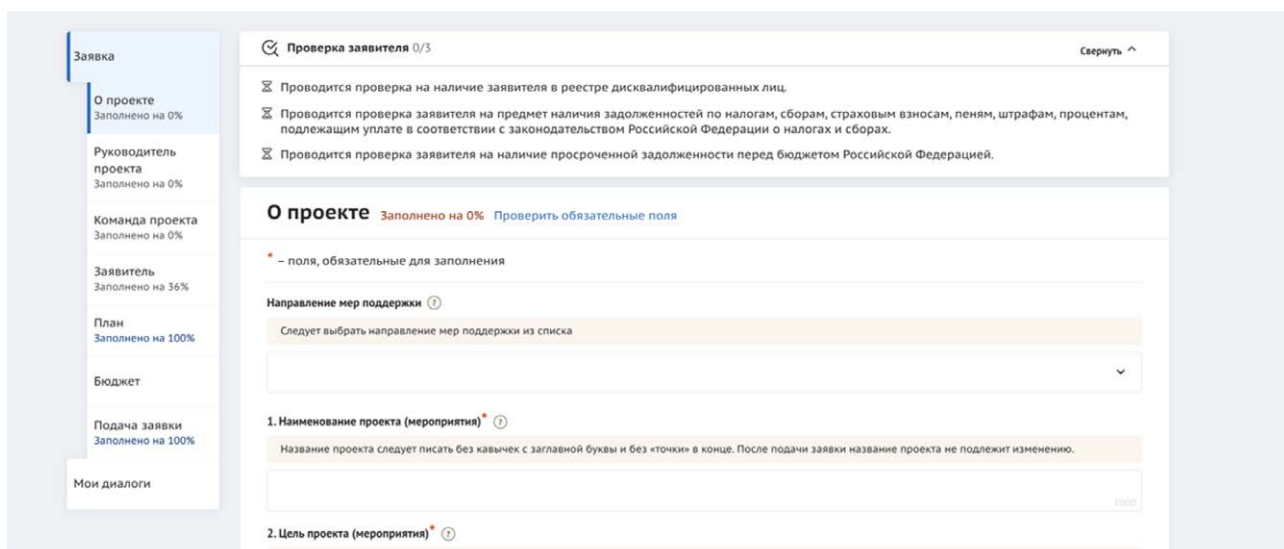 Заявка
О проекте
Заполнено на 0%
Руководитель
проекта
Заполнено на 0%
Команда проекта
Заполнено на 0%
Заявитель
Заполнено на 36%
План
Заполнено на 100%
Бюджет
Подача заявки
Заполнено на 100%
Мои диалоги
Проверка заявителя 0/3
Свернуть
Проводится проверка на наличие заявителя в реестре дисквалифицированных лиц.
Проводится проверка заявителя на предмет наличия задолженностей по налогам, сборам, страховым взносам, пеням, штрафам, процентам,
подлежащим уплате в соответствии с законодательством Российской Федерации о налогах и сборах.
Проводится проверка заявителя на наличие просроченной задолженности перед бюджетом Российской Федерацией.
О проекте Заполнено на 0% Проверить обязательные поля
* – поля, обязательные для заполнения
Направление мер поддержки ?
Следует выбрать направление мер поддержки из списка
1. Наименование проекта (мероприятия)* ?
Название проекта следует писать без кавычек с заглавной буквы и без «точки» в конце. После подачи заявки название проекта не подлежит изменению.
1000
2. Цель проекта (мероприятия)* ?